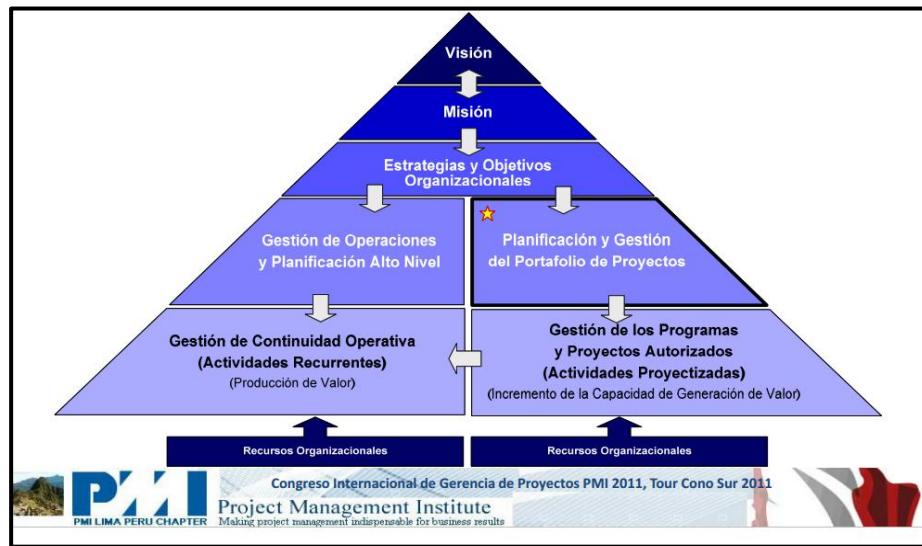 Visión
Misión
Estrategias y Objetivos
Organizacionales
Gestión de Operaciones
y Planificación Alto Nivel
Planificación y Gestión
del Portafolio de Proyectos
Gestión de Continuidad Operativa
(Actividades Recurrentes)
(Producción de Valor)
Gestión de los Programas
y Proyectos Autorizados
(Actividades Proyectizadas)
(Incremento de la Capacidad de Generación de Valor)
Recursos Organizacionales
Recursos Organizacionales
Congreso Internacional de Gerencia de Proyectos PMI 2011, Tour Cono Sur 2011
PMI
PMI LIMA PERU CHAPTER
Project Management Institute
Making project management indispensable for business results